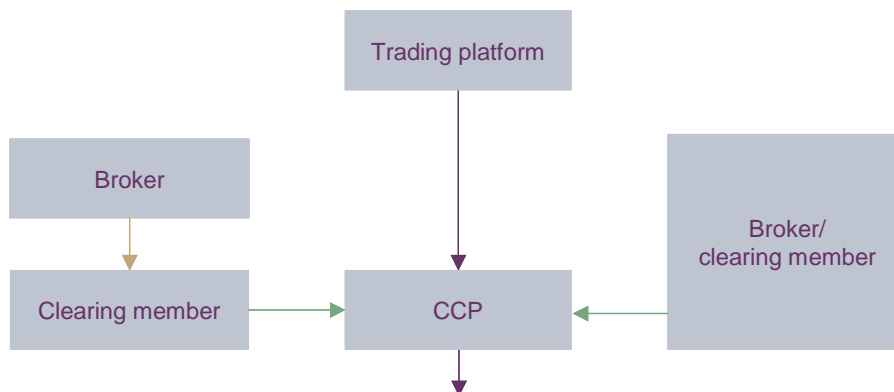 Trading platform
Broker
Broker/
clearing member
Clearing member
CCP